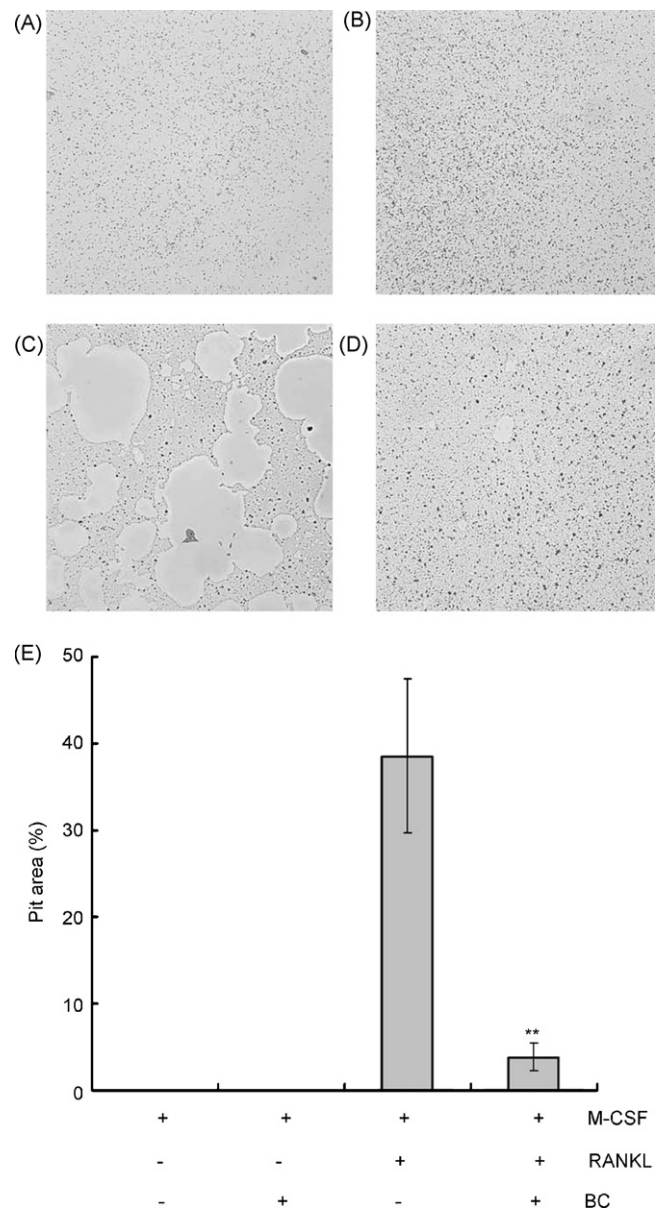 (A)
(B)
(C)
(D)
(E)
50
40
30
20
10
0
Pit area (%)
**
+ + + + M-CSF
- - + + RANKL
- + - + BC